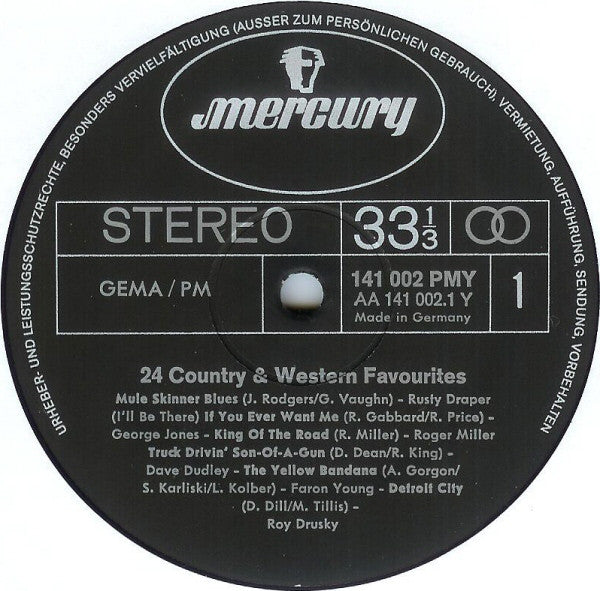 URHEBER- UND LEISTUNGSSCHUTZRECHTE, BESONDERS VERVIELFÄLTIGUNG (AUSSER ZUM PERSÖNLICHEN GEBRAUCH), VERMIETUNG, AUFFÜHRUNG, SENDUNG, VORBEHALTEN
mercury
STEREO 33 1/3
GEMA / PM
141 002 PMY
AA 141 002.1 Y
Made in Germany
1
24 Country & Western Favourites
Mule Skinner Blues (J. Rodgers/G. Vaughn) – Rusty Draper
(I'll Be There) If You Ever Want Me (R. Gabbard/R. Price) –
George Jones – King Of The Road (R. Miller) – Roger Miller
Truck Drivin' Son-Of-A-Gun (D. Dean/R. King) –
Dave Dudley – The Yellow Bandana (A. Gorgon/
S. Karliski/L. Kolber) – Faron Young – Detroit City
(D. Dill/M. Tillis) –
Roy Drusky